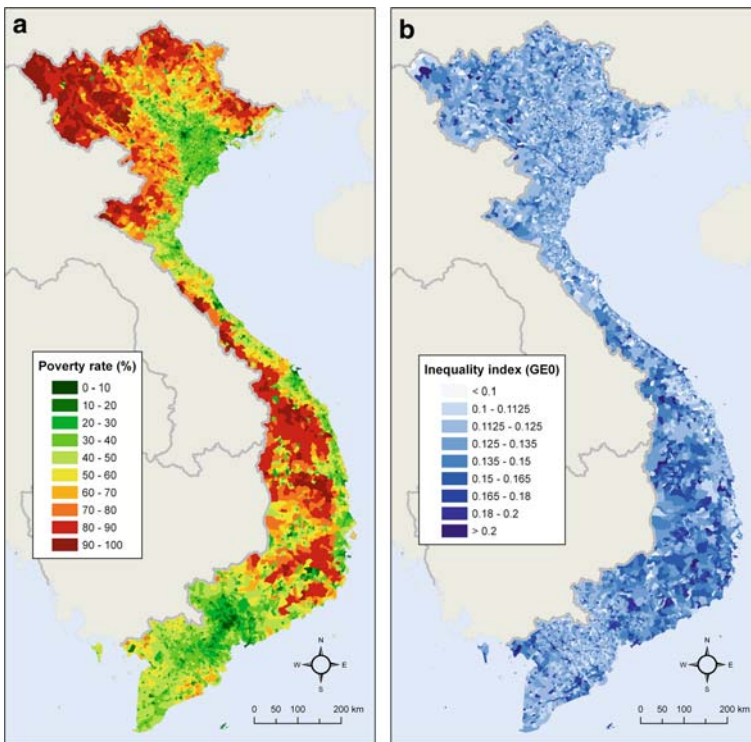 a
Poverty rate (%)
0 - 10
10 - 20
20 - 30
30 - 40
40 - 50
50 - 60
60 - 70
70 - 80
80 - 90
90 - 100
N
W E
S
0 50 100 200 km
b
Inequality index (GE0)
< 0.1
0.1 - 0.1125
0.1125 - 0.125
0.125 - 0.135
0.135 - 0.15
0.15 - 0.165
0.165 - 0.18
0.18 - 0.2
> 0.2
N
W E
S
0 50 100 200 km